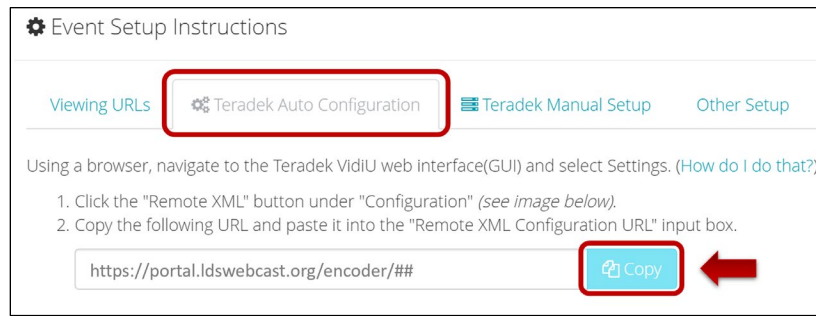 Event Setup Instructions
Viewing URLs Teradek Auto Configuration Teradek Manual Setup Other Setup
Using a browser, navigate to the Teradek VidiU web interface(GUI) and select Settings. (How do I do that?)
1. Click the "Remote XML" button under "Configuration" (see image below).
2. Copy the following URL and paste it into the "Remote XML Configuration URL" input box.
https://portal.ldswebcast.org/encoder/## Copy